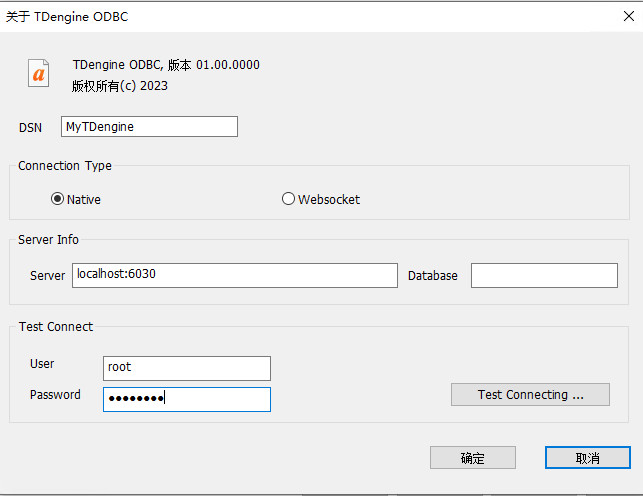 关于 TDengine ODBC
a
TDengine ODBC, 版本 01.00.0000
版权所有(c) 2023
DSN MyTDengine
Connection Type
Native Websocket
Server Info
Server localhost:6030 Database
Test Connect
User root
Password ●●●●●●●●
Test Connecting ...
确定 取消